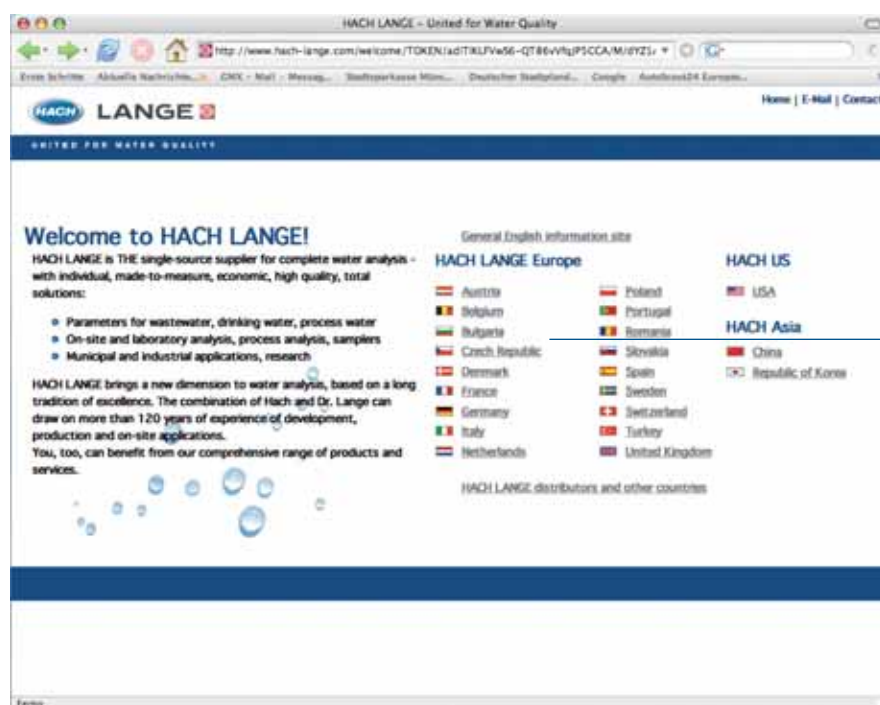 HACH LANGE - United for Water Quality
HACH LANGE
Home | E-Mail | Contact
UNITED FOR WATER QUALITY
Welcome to HACH LANGE!
HACH LANGE is THE single-source supplier for complete water analysis -
with individual, made-to-measure, economic, high quality, total
solutions:
Parameters for wastewater, drinking water, process water
On-site and laboratory analysis, process analysis, samplers
Municipal and industrial applications, research
HACH LANGE brings a new dimension to water analysis, based on a long
tradition of excellence. The combination of Hach and Dr. Lange can
draw on more than 120 years of experience of development,
production and on-site applications.
You, too, can benefit from our comprehensive range of products and
services.
General English information site
HACH LANGE Europe
Austria
Belgium
Bulgaria
Czech Republic
Denmark
France
Germany
Italy
Netherlands
Poland
Portugal
Romania
Slovakia
Spain
Sweden
Switzerland
Turkey
United Kingdom
HACH LANGE distributors and other countries
HACH US
USA
HACH Asia
China
Republic of Korea